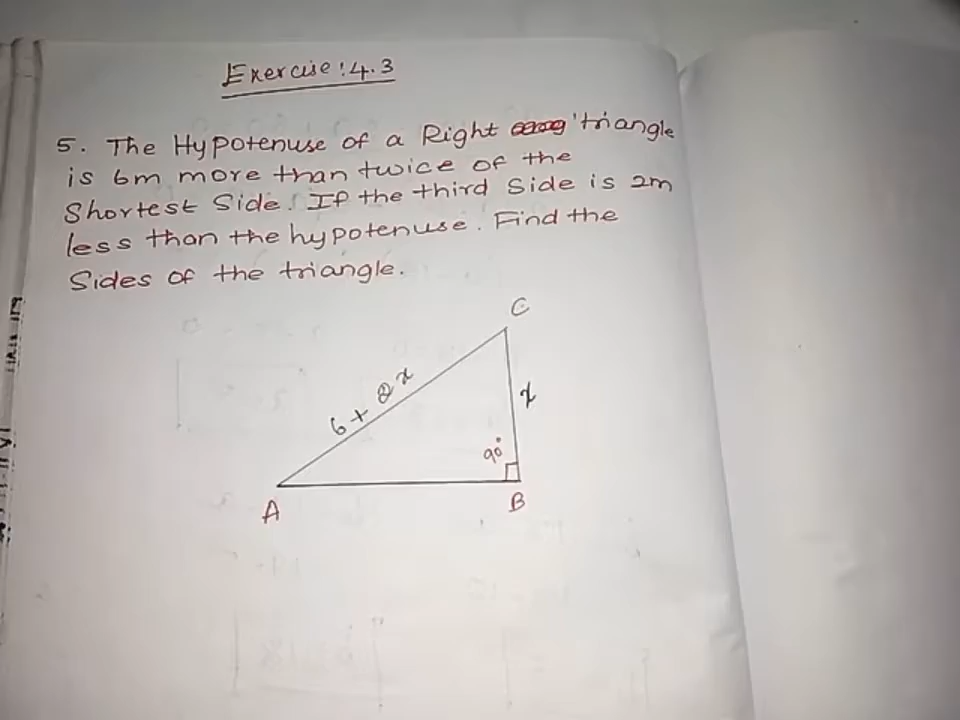 Exercise: 4.3
5. The Hypotenuse of a Right triangle
is 6m more than twice of the
Shortest Side. If the third Side is 2m
less than the hypotenuse. Find the
Sides of the triangle.
C
6 + 2x
x
90°
A
B